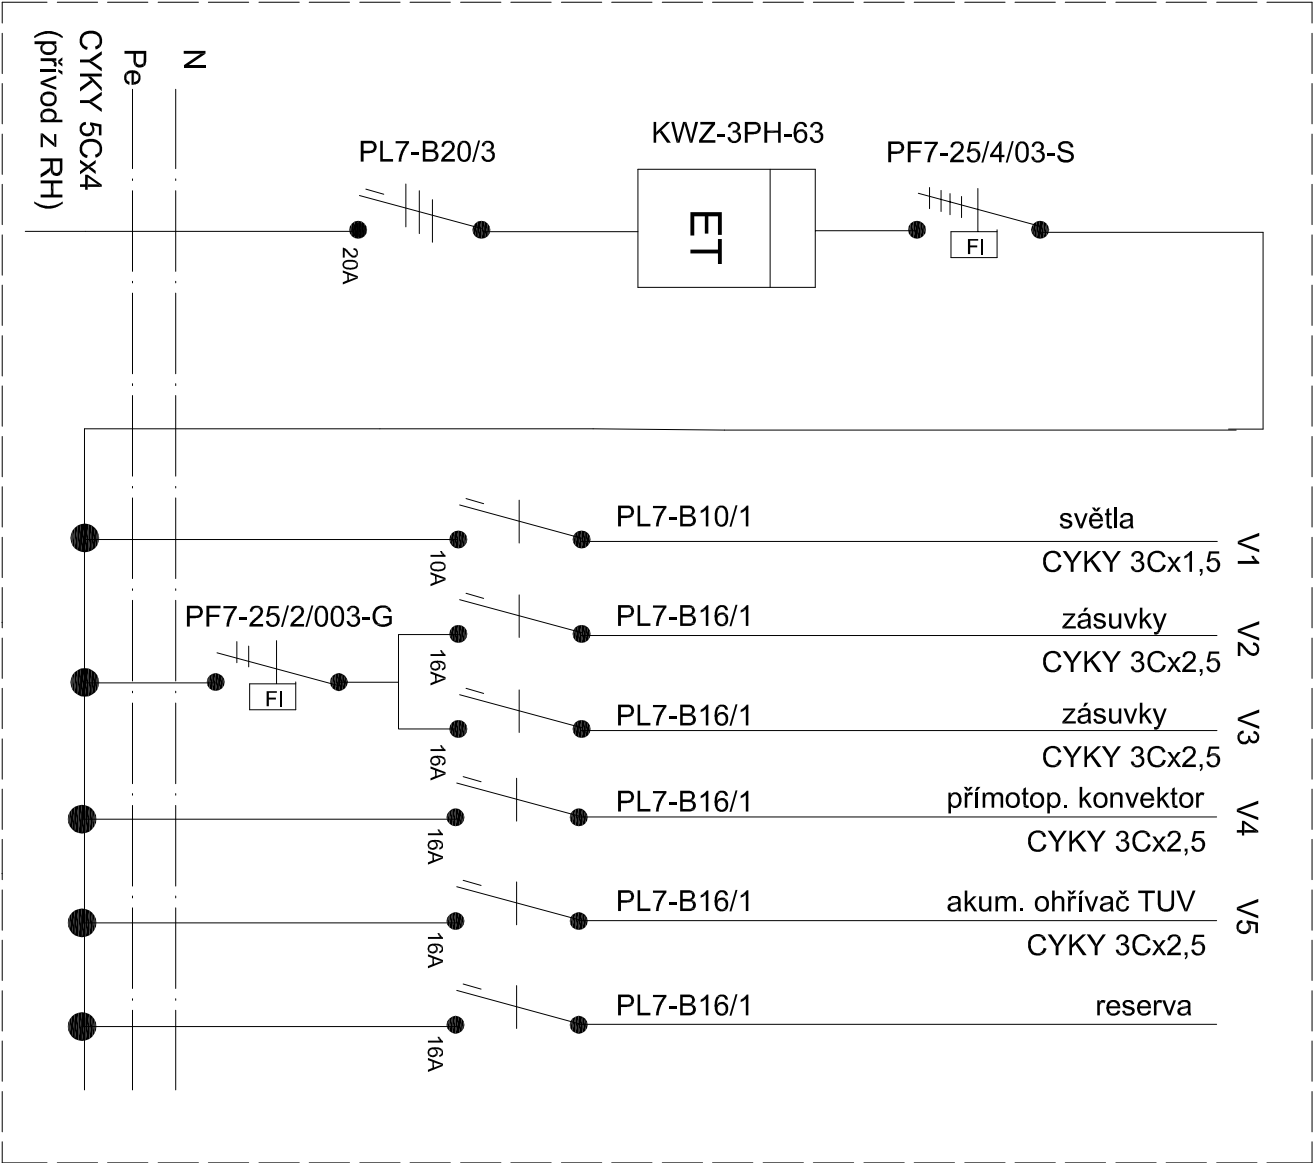 CYKY 5Cx4
(přívod z RH)
Pe
N
PL7-B20/3
20A
KWZ-3PH-63
ET
PF7-25/4/03-S
FI
PL7-B10/1
10A
světla
CYKY 3Cx1,5
V1
PF7-25/2/003-G
FI
PL7-B16/1
16A
zásuvky
CYKY 3Cx2,5
V2
PL7-B16/1
16A
zásuvky
CYKY 3Cx2,5
V3
PL7-B16/1
16A
přímotop. konvektor
CYKY 3Cx2,5
V4
PL7-B16/1
16A
akum. ohřívač TUV
CYKY 3Cx2,5
V5
PL7-B16/1
16A
reserva